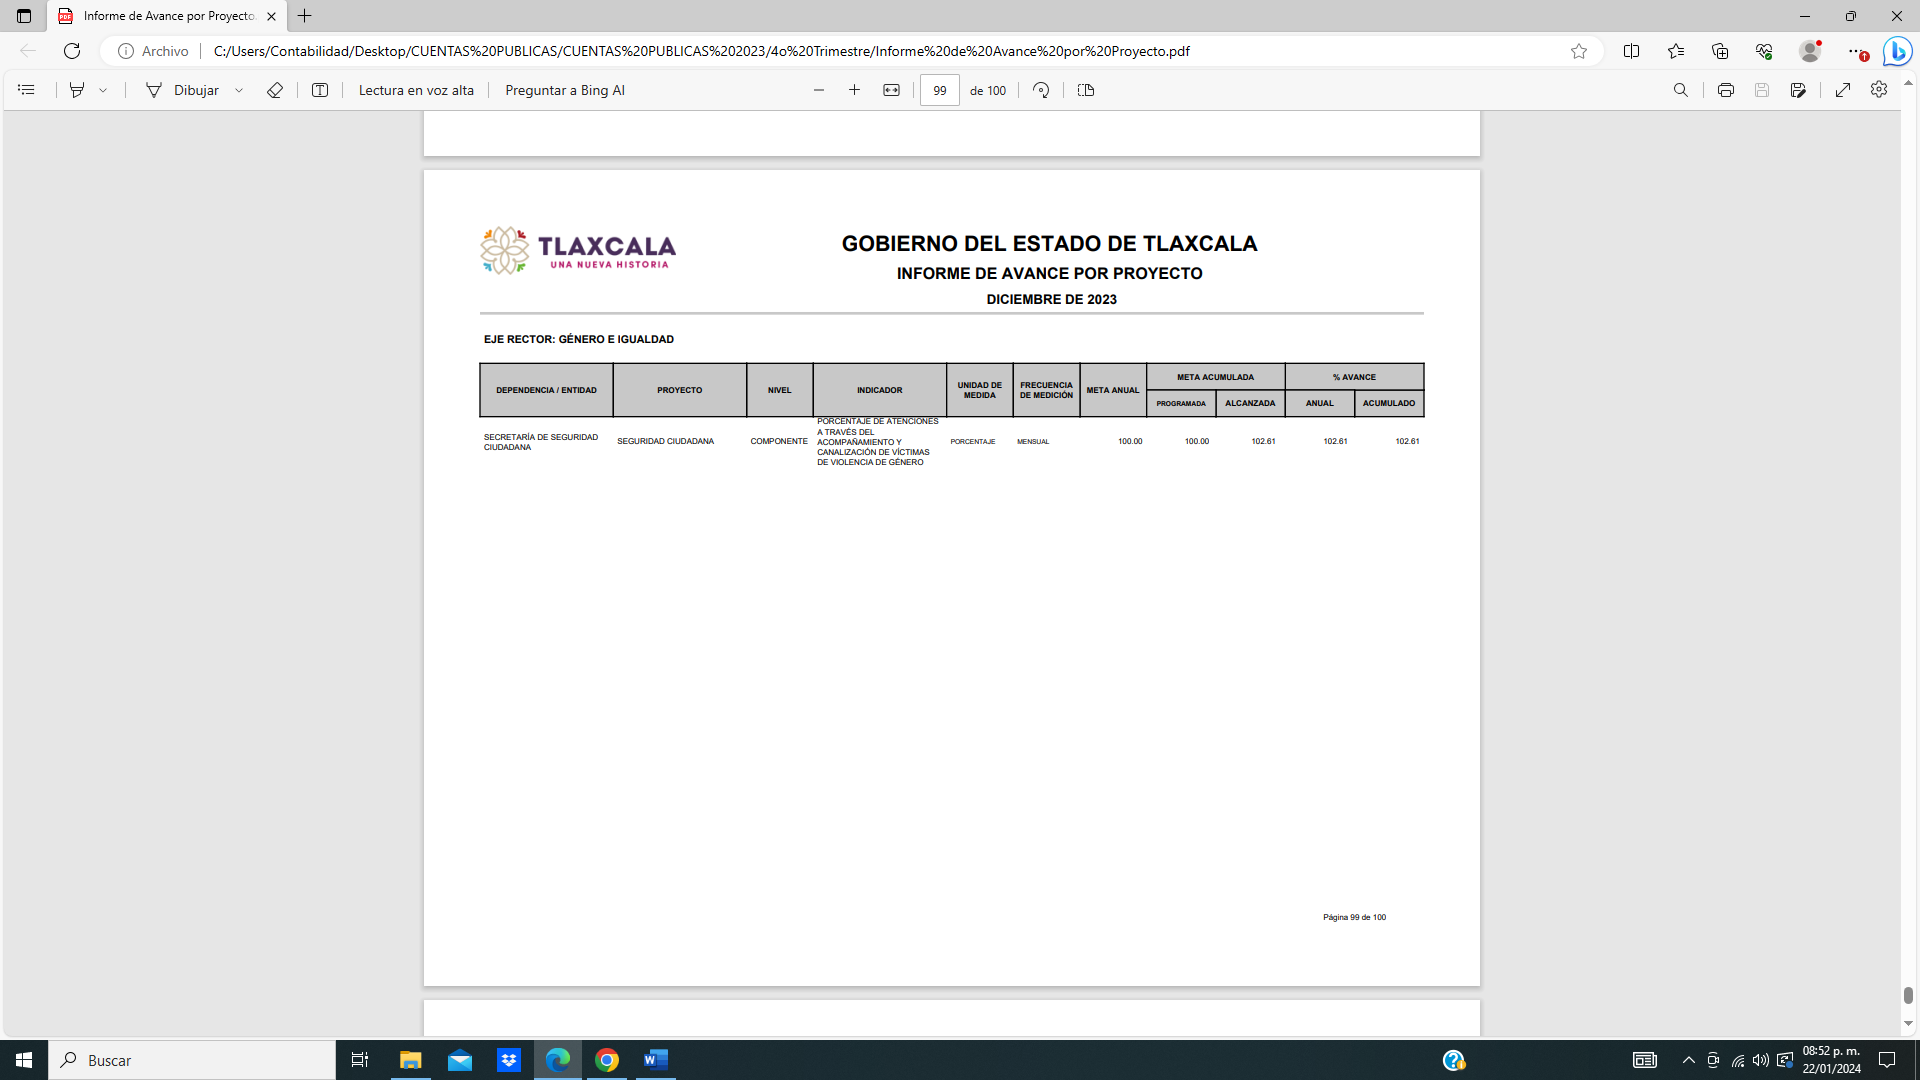 Informe de Avance por Proyecto.
Archivo
C:/Users/Contabilidad/Desktop/CUENTAS%20PUBLICAS/CUENTAS%20PUBLICAS%202023/4o%20Trimestre/Informe%20de%20Avance%20por%20Proyecto.pdf
Dibujar
Lectura en voz alta
Preguntar a Bing AI
99 de 100
TLAXCALA
UNA NUEVA HISTORIA
GOBIERNO DEL ESTADO DE TLAXCALA
INFORME DE AVANCE POR PROYECTO
DICIEMBRE DE 2023
EJE RECTOR: GÉNERO E IGUALDAD
DEPENDENCIA / ENTIDAD
PROYECTO
NIVEL
INDICADOR
UNIDAD DE
MEDIDA
FRECUENCIA
DE MEDICIÓN
META ANUAL
META ACUMULADA
PROGRAMADA
ALCANZADA
% AVANCE
ANUAL
ACUMULADO
SECRETARÍA DE SEGURIDAD
CIUDADANA
SEGURIDAD CIUDADANA
COMPONENTE
PORCENTAJE DE ATENCIONES
A TRAVÉS DEL
ACOMPAÑAMIENTO Y
CANALIZACIÓN DE VÍCTIMAS
DE VIOLENCIA DE GÉNERO
PORCENTAJE
MENSUAL
100.00
100.00
102.61
102.61
102.61
Página 99 de 100
Buscar
08:52 p. m.
22/01/2024